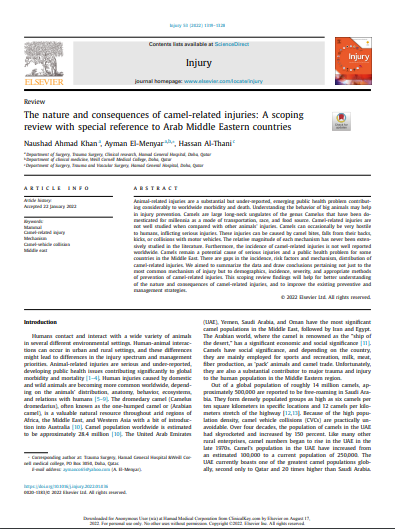 Injury 53 (2022) 1319–1328
Contents lists available at ScienceDirect
Injury
journal homepage: www.elsevier.com/locate/injury
ELSEVIER
Injury
Review
The nature and consequences of camel-related injuries: A scoping
review with special reference to Arab Middle Eastern countries
Naushad Ahmad Khan, Ayman El-Menyar, Hassan Al-Thani
Department of Surgery, Trauma Surgery, Clinical research, Hamad General Hospital, Doha, Qatar
Department of Clinical medicine, Weill Cornell Medical College, Doha, Qatar
Department of Surgery, Trauma and Vascular Surgery, Hamad General Hospital, Doha, Qatar
ARTICLE INFO
Article history:
Accepted 22 January 2022
Keywords:
Mammal
Camel-related injury
Mechanism
Camel-vehicle collision
Middle east
ABSTRACT
Animal-related injuries are a substantial but under-reported, emerging public health problem contributing
considerably to worldwide morbidity and death. Understanding the behavior of big animals may help
in injury prevention. Camels are large long-neck ungulates of the genus Camelus that have been domesticated
for millennia as a mode of transportation, race, and food source. Camel-related injuries are
not well studied when compared with other animals' injuries. Camels can occasionally be very hostile
to humans, inflicting serious injuries. These injuries can be caused by camel bites, falls from their backs,
kicks, or collisions with motor vehicles. The relative magnitude of each mechanism has never been extensively
studied in the literature. Furthermore, the incidence of camel-related injuries is not well reported
worldwide. Camels remain a potential cause of serious injuries and a public health problem for some
countries in the Middle East. There are gaps in the incidence, risk factors and mechanism, distribution of
camel-related injuries. We aimed to summarize the data and draw conclusions pertaining not just to the
most common mechanism of injury but to demographics, incidence, severity, and appropriate methods
of prevention of camel-related injuries. This scoping review findings will help for better understanding
of the nature and consequences of camel-related injuries, and to improve the existing preventive and
management strategies.
© 2022 Elsevier Ltd. All rights reserved.
Introduction
Humans contact and interact with a wide variety of animals
in several different environmental settings. Human-animal interactions
occur in urban and rural settings, and these differences
might lead to differences in the injury spectrum and management
priorities. Animal-related injuries are serious and under-reported,
developing public health issues contributing significantly to global
morbidity and mortality [1–4]. Human injuries caused by domestic
and wild animals are becoming more common worldwide, depending
on the animals' distribution, anatomy, behavior, ecosystems,
and relations with humans [5–9]. The dromedary camel (Camelus
dromedarius), often known as the one-humped camel or (Arabian
camel), is a valuable natural resource throughout arid regions of
Africa, the Middle East, and Western Asia with a bit of introduction
into Australia [10]. Camel population worldwide is estimated
to be approximately 28.4 million [10]. The United Arab Emirates
(UAE), Yemen, Saudi Arabia, and Oman have the most significant
camel populations in the Middle East, followed by Iran and Egypt.
The Arabian world, where the camel is renowned as the "ship of
the desert," has a significant economic and social significance [11].
Camels have social significance, and depending on the country,
they are mainly employed for sports and recreation, milk, meat,
fiber production, as 'pack' animals and camel trade. Unfortunately,
they are also a substantial contributor to major trauma and injury
to the human population in the Middle Eastern region.
Out of a global population of roughly 14 million camels, approximately
500,000 are reported to be free-roaming in Saudi Arabia.
They form densely populated groups as high as six camels per
ten square kilometres in specific locations and 12 camels per kilometers
stretch of the highway [12,13]. Because of the high population
density, camel vehicle collisions (CVCs) are practically unavoidable.
Over four decades, the population of camels in the UAE
had skyrocketed and increased by 150 percent. Like many other
rural enterprises, camel numbers began to rise in the UAE in the
late 1970s. Camel's population in the UAE have increased from
an estimated 100,000 to a current population of 250,000. The
UAE currently boasts one of the greatest camel populations globally,
second only to Qatar and 20 times higher than Saudi Arabia.
Corresponding author at: Trauma Surgery, Hamad General Hospital &Weill Cornell
medical college, PO Box 3050, Doha, Qatar.
E-mail address: aymanco65@yahoo.com (A. El-Menyar).
0020-1383/© 2022 Elsevier Ltd. All rights reserved.
Downloaded for Anonymous User (n/a) at Hamad Medical Corporation from ClinicalKey.com by Elsevier on August 17,
2022. For personal use only. No other uses without permission. Copyright ©2022. Elsevier Inc. All rights reserved.